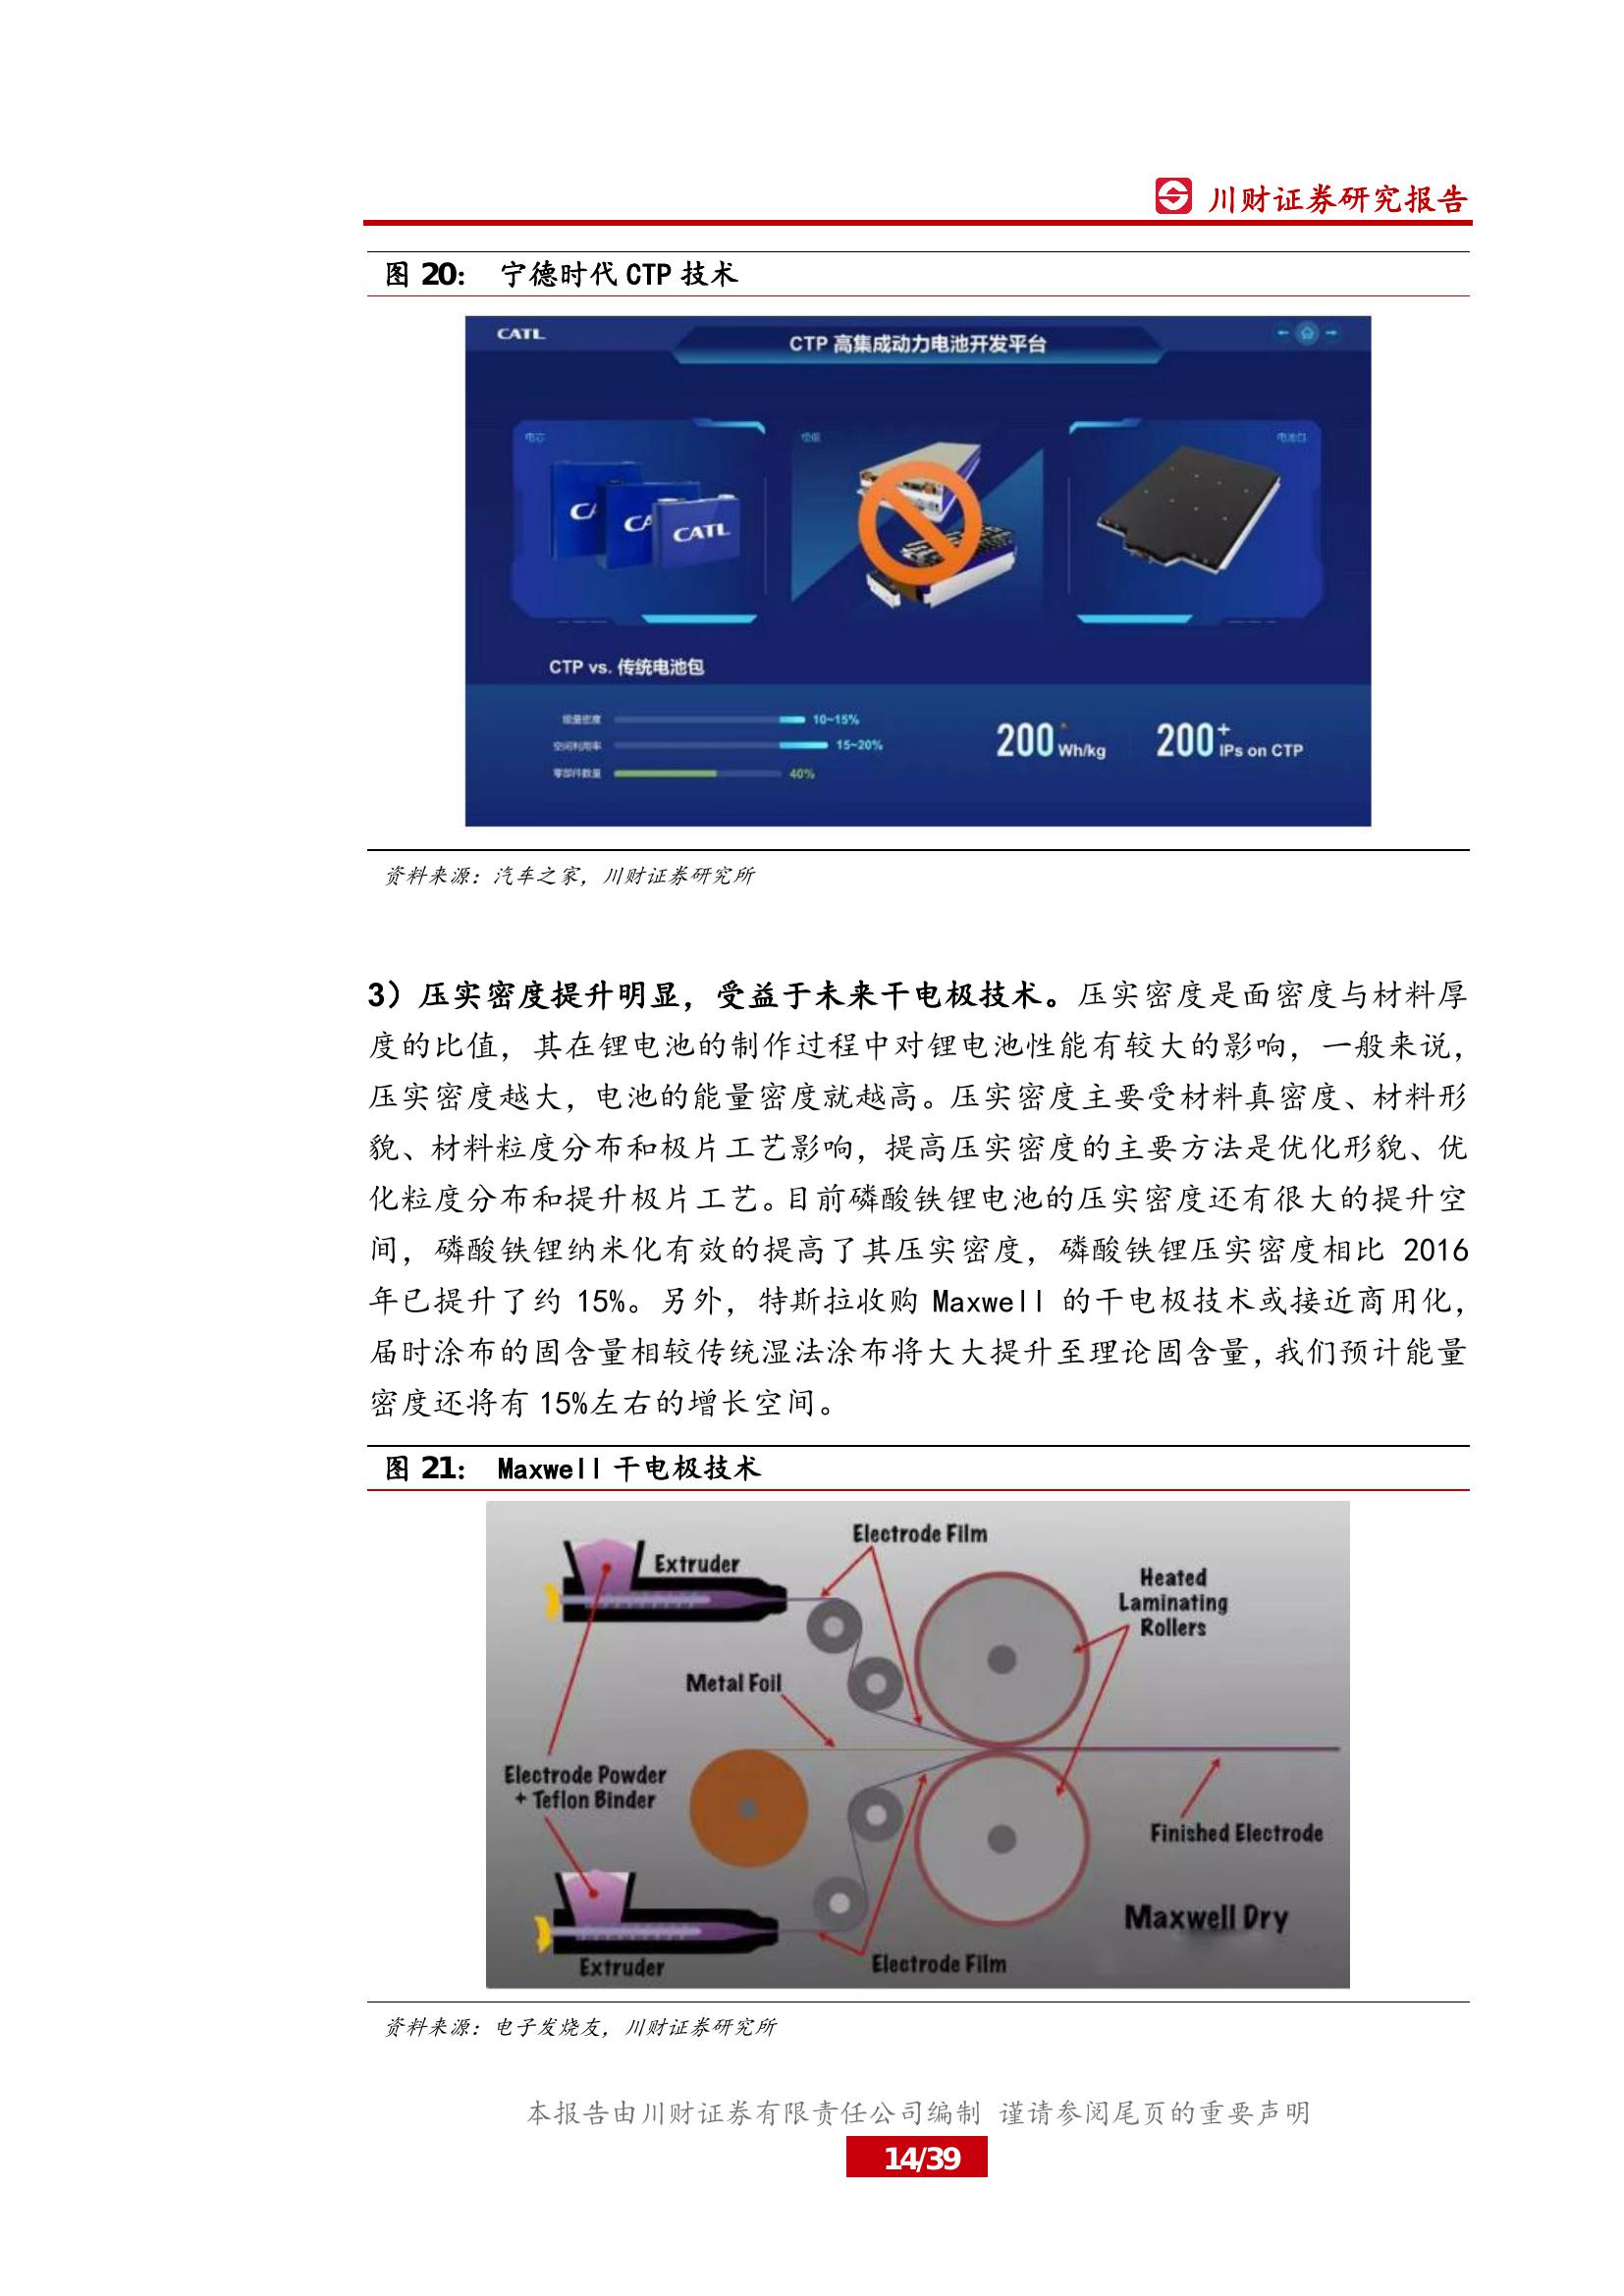 川财证券研究报告
图 20： 宁德时代 CTP 技术
CATL
CTP 高集成动力电池开发平台
电芯
模组
电池包
CATL
CTP vs. 传统电池包
能量密度 10~15%
空间利用率 15~20%
零部件数量 40%
200 Wh/kg
200+ IPs on CTP
资料来源：汽车之家，川财证券研究所
3）压实密度提升明显，受益于未来干电极技术。压实密度是面密度与材料厚
度的比值，其在锂电池的制作过程中对锂电池性能有较大的影响，一般来说，
压实密度越大，电池的能量密度就越高。压实密度主要受材料真密度、材料形
貌、材料粒度分布和极片工艺影响，提高压实密度的主要方法是优化形貌、优
化粒度分布和提升极片工艺。目前磷酸铁锂电池的压实密度还有很大的提升空
间，磷酸铁锂纳米化有效的提高了其压实密度，磷酸铁锂压实密度相比 2016
年已提升了约 15%。另外，特斯拉收购 Maxwell 的干电极技术或接近商用化，
届时涂布的固含量相较传统湿法涂布将大大提升至理论固含量，我们预计能量
密度还将有 15%左右的增长空间。
图 21： Maxwell 干电极技术
Electrode Film
Extruder
Heated
Laminating
Rollers
Metal Foil
Electrode Powder
+ Teflon Binder
Finished Electrode
Maxwell Dry
Electrode Film
Extruder
资料来源：电子发烧友，川财证券研究所
本报告由川财证券有限责任公司编制 谨请参阅尾页的重要声明
14/39